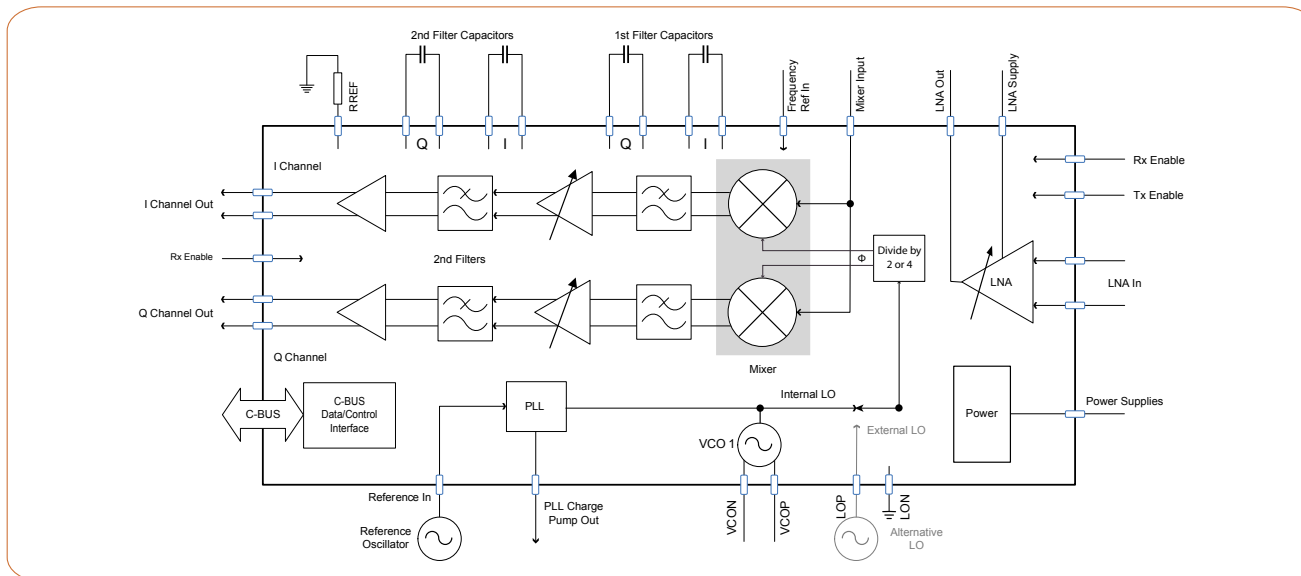 2nd Filter Capacitors
1st Filter Capacitors
RREF
Frequency
Ref In
Mixer Input
LNA Out
LNA Supply
Q
I
Q
I
I Channel
Rx Enable
I Channel Out
Tx Enable
Divide by
2 or 4
Φ
Rx Enable
2nd Filters
LNA
LNA In
Q Channel Out
Q Channel
Mixer
C-BUS
C-BUS
Data/Control
Interface
PLL
Internal LO
Power
Power Supplies
External LO
VCO 1
Reference In
PLL Charge
Pump Out
VCON
VCOP
LOP
LON
Reference
Oscillator
Alternative
LO